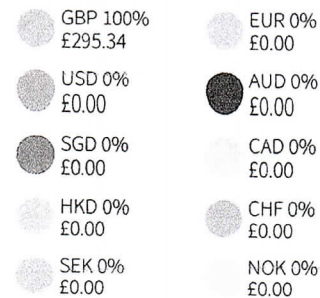 GBP 100%
£295.34
EUR 0%
£0.00
USD 0%
£0.00
AUD 0%
£0.00
SGD 0%
£0.00
CAD 0%
£0.00
HKD 0%
£0.00
CHF 0%
£0.00
SEK 0%
£0.00
NOK 0%
£0.00